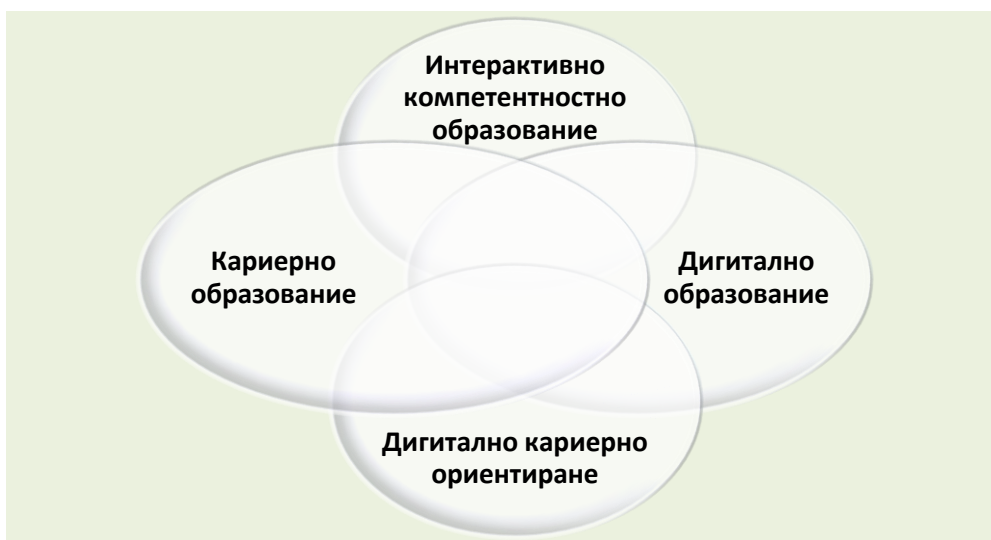 Интерактивно
компетентностно
образование
Кариерно
образование
Дигитално
образование
Дигитално кариерно
ориентиране